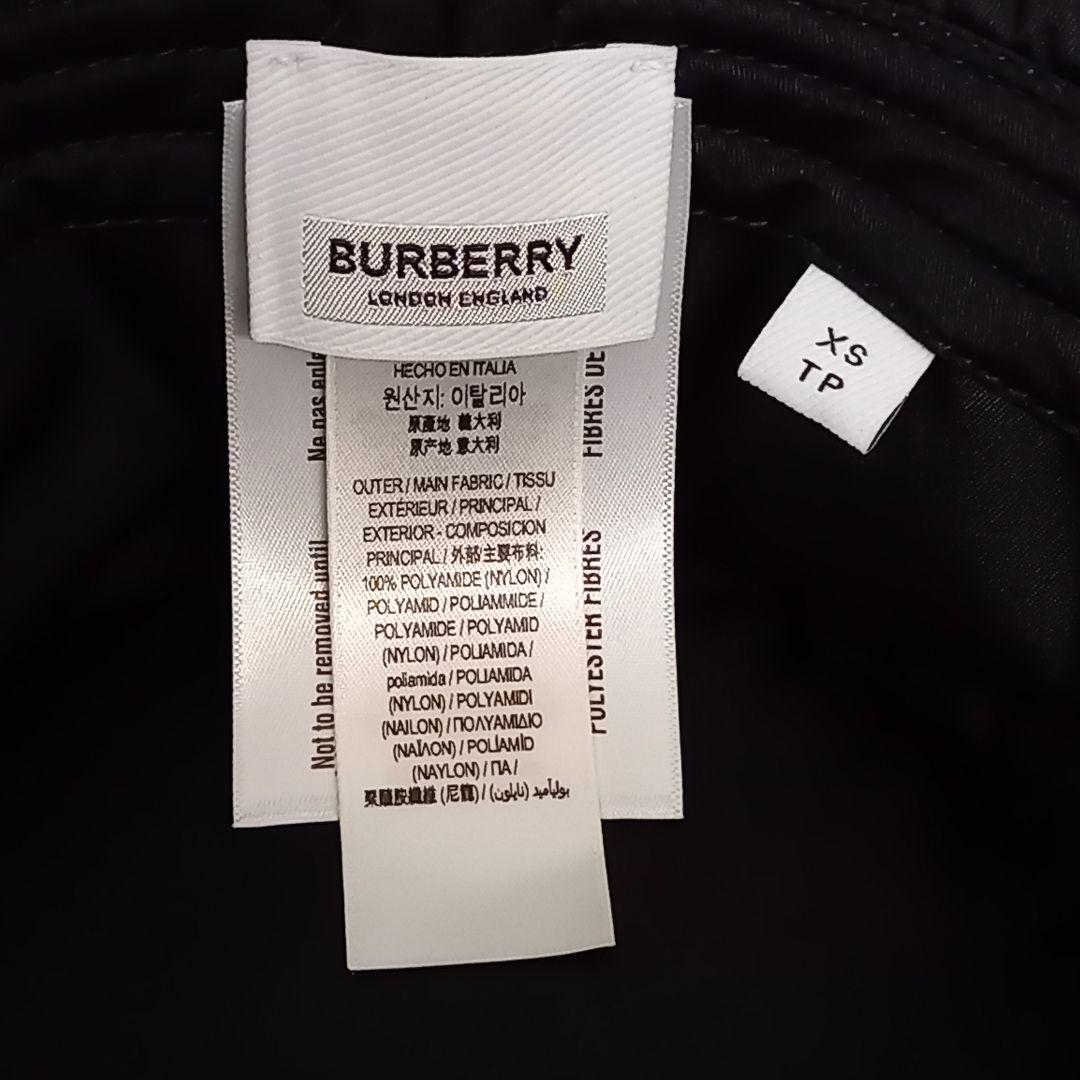 BURBERRY
LONDON ENGLAND
XS
TP
HECHO EN ITALIA
원산지: 이탈리아
原產地 義大利
原产地 意大利
OUTER / MAIN FABRIC / TISSU
EXTÉRIEUR / PRINCIPAL /
EXTERIOR - COMPOSICION
PRINCIPAL / 外部/主要布料:
100% POLYAMIDE (NYLON) /
POLYAMID / POLIAMMIDE /
POLYAMIDE / POLYAMID
(NYLON) / POLIAMIDA /
poliamida / POLIAMIDA
(NYLON) / POLYAMIDI
(NAILON) / ΠΟΛΥΑΜΙΔΙΟ
(ΝΑΪΛΟΝ) / POLİAMİD
(NAYLON) / ПА /
聚醯胺纖維 (尼龍) / بوليأميد (نايلون)
Ne pas
Not to be removed until
FIBRES DE
POLYESTER FIBRES